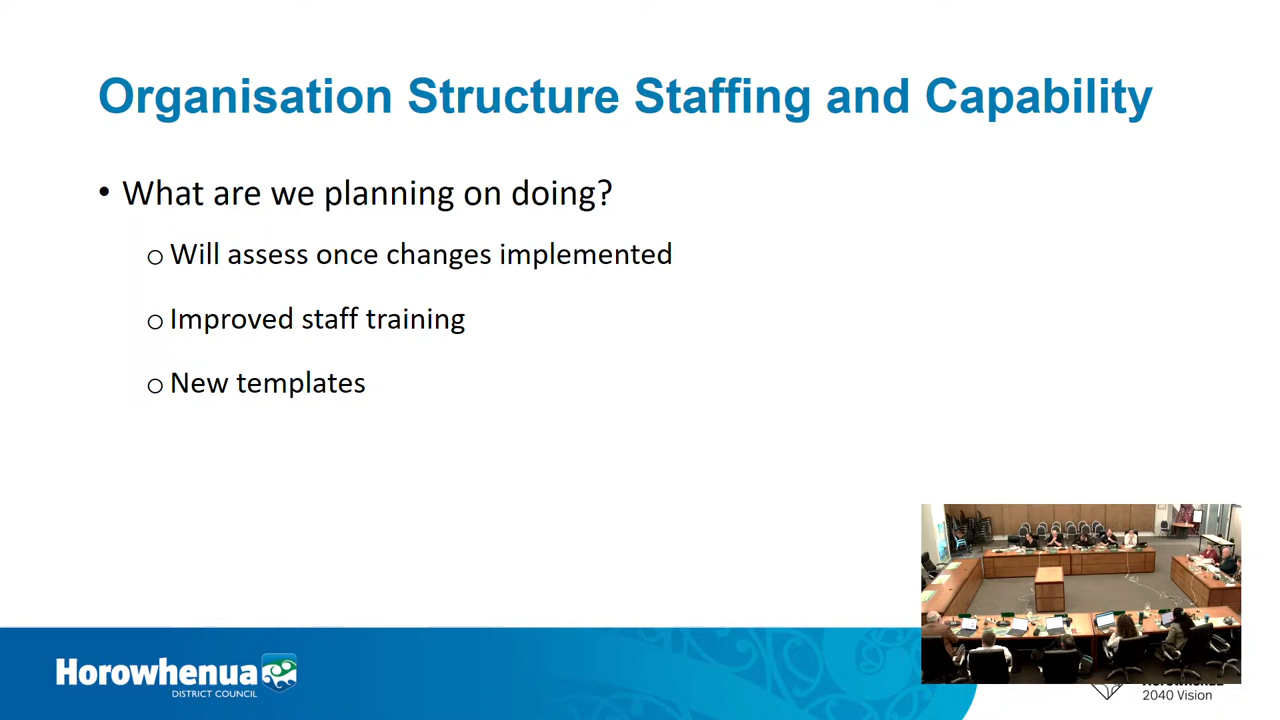 Organisation Structure Staffing and Capability
• What are we planning on doing?
o Will assess once changes implemented
o Improved staff training
o New templates
Horowhenua
DISTRICT COUNCIL
2040 Vision